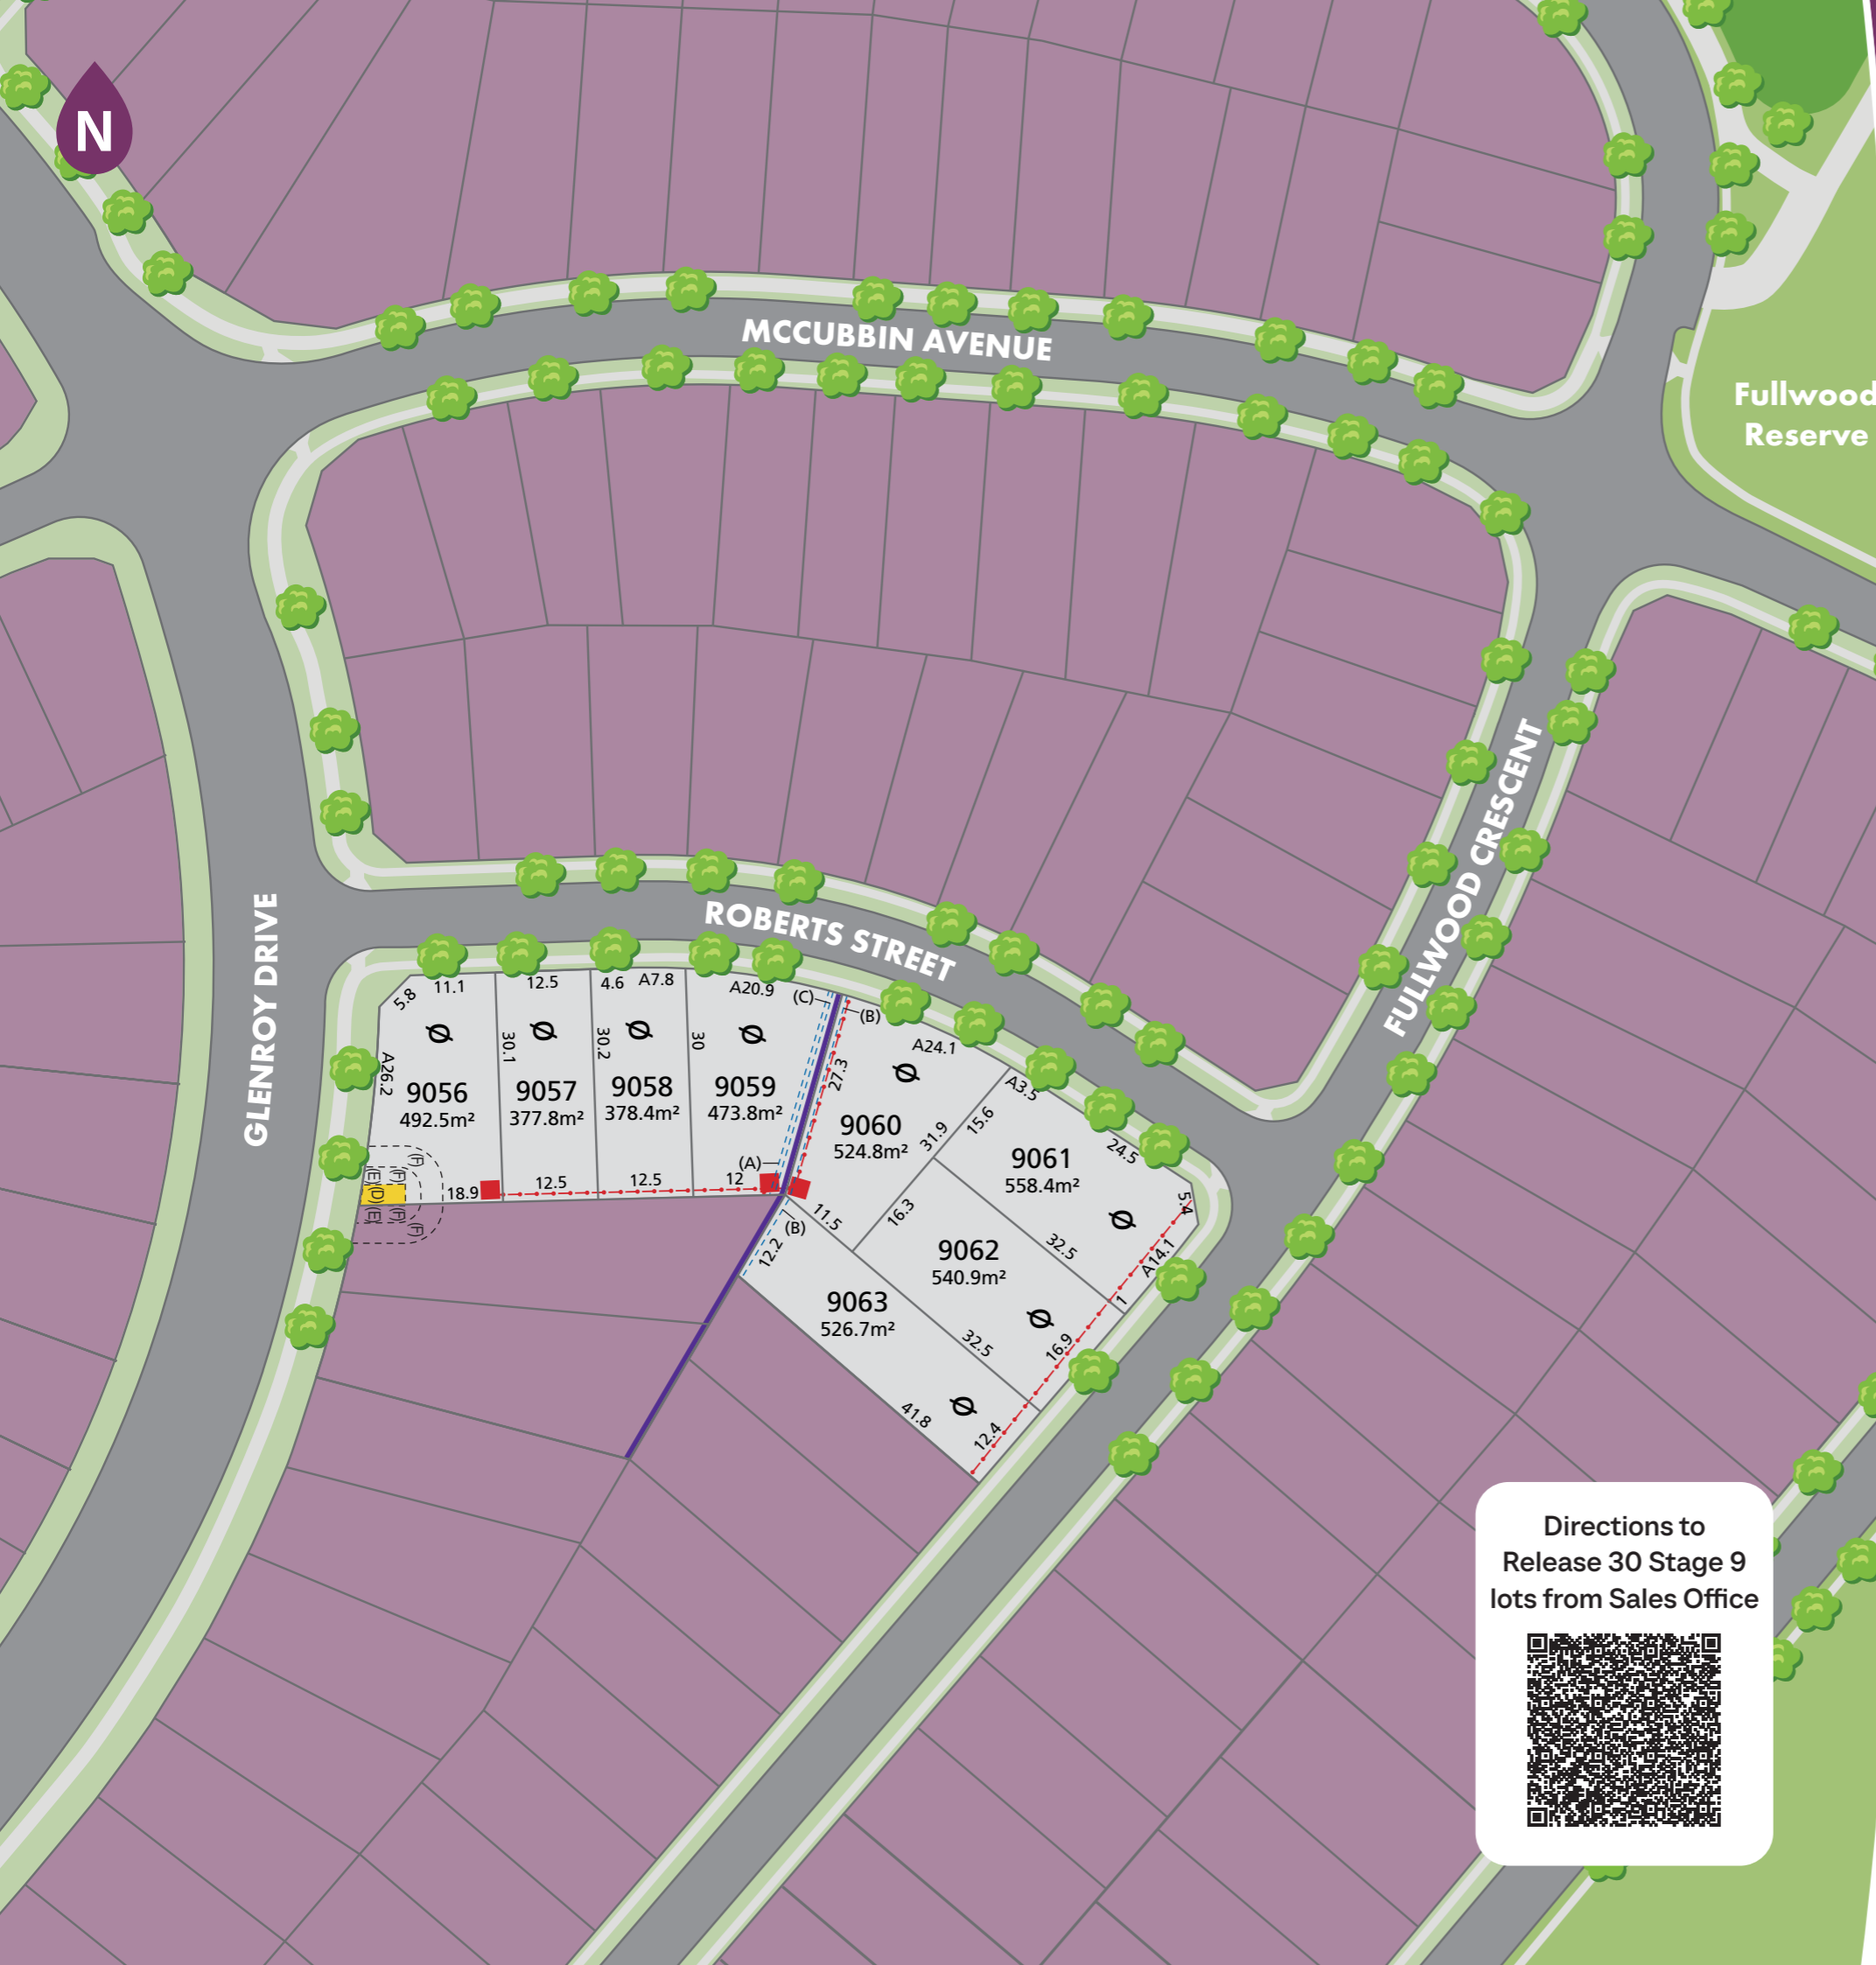 N
MCCUBBIN AVENUE
Fullwood
Reserve
FULLWOOD CRESCENT
ROBERTS STREET
GLENROY DRIVE
5.8
11.1
12.5
4.6
A7.8
A20.9
(C)
(B)
A24.1
A3.5
24.5
5.4
A26.2
30.1
30.2
30
27.3
31.9
15.6
Ø
Ø
Ø
Ø
Ø
9056
492.5m²
9057
377.8m²
9058
378.4m²
9059
473.8m²
9060
524.8m²
9061
558.4m²
Ø
(A)
(F)
(E)
(F)
(D)
(E)
(F)
(F)
18.9
12.5
12.5
12
11.5
16.3
(B)
12.2
32.5
A14.1
1
9062
540.9m²
Ø
9063
526.7m²
32.5
16.9
Ø
41.8
12.4
Directions to
Release 30 Stage 9
lots from Sales Office